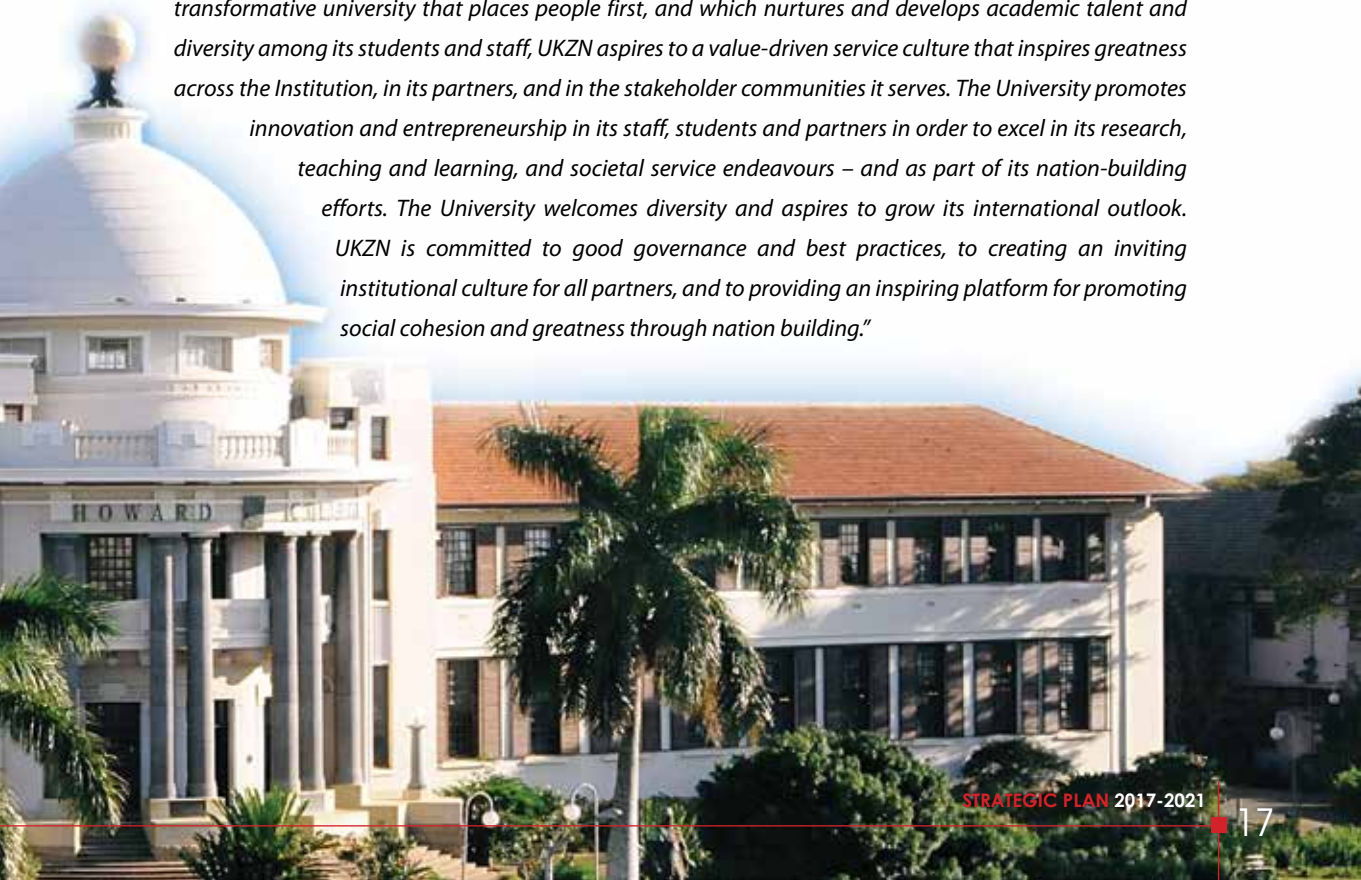 transformative university that places people first, and which nurtures and develops academic talent and
diversity among its students and staff, UKZN aspires to a value-driven service culture that inspires greatness
across the Institution, in its partners, and in the stakeholder communities it serves. The University promotes
innovation and entrepreneurship in its staff, students and partners in order to excel in its research,
teaching and learning, and societal service endeavours – and as part of its nation-building
efforts. The University welcomes diversity and aspires to grow its international outlook.
UKZN is committed to good governance and best practices, to creating an inviting
institutional culture for all partners, and to providing an inspiring platform for promoting
social cohesion and greatness through nation building.”
HOWARD
STRATEGIC PLAN 2017-2021
17